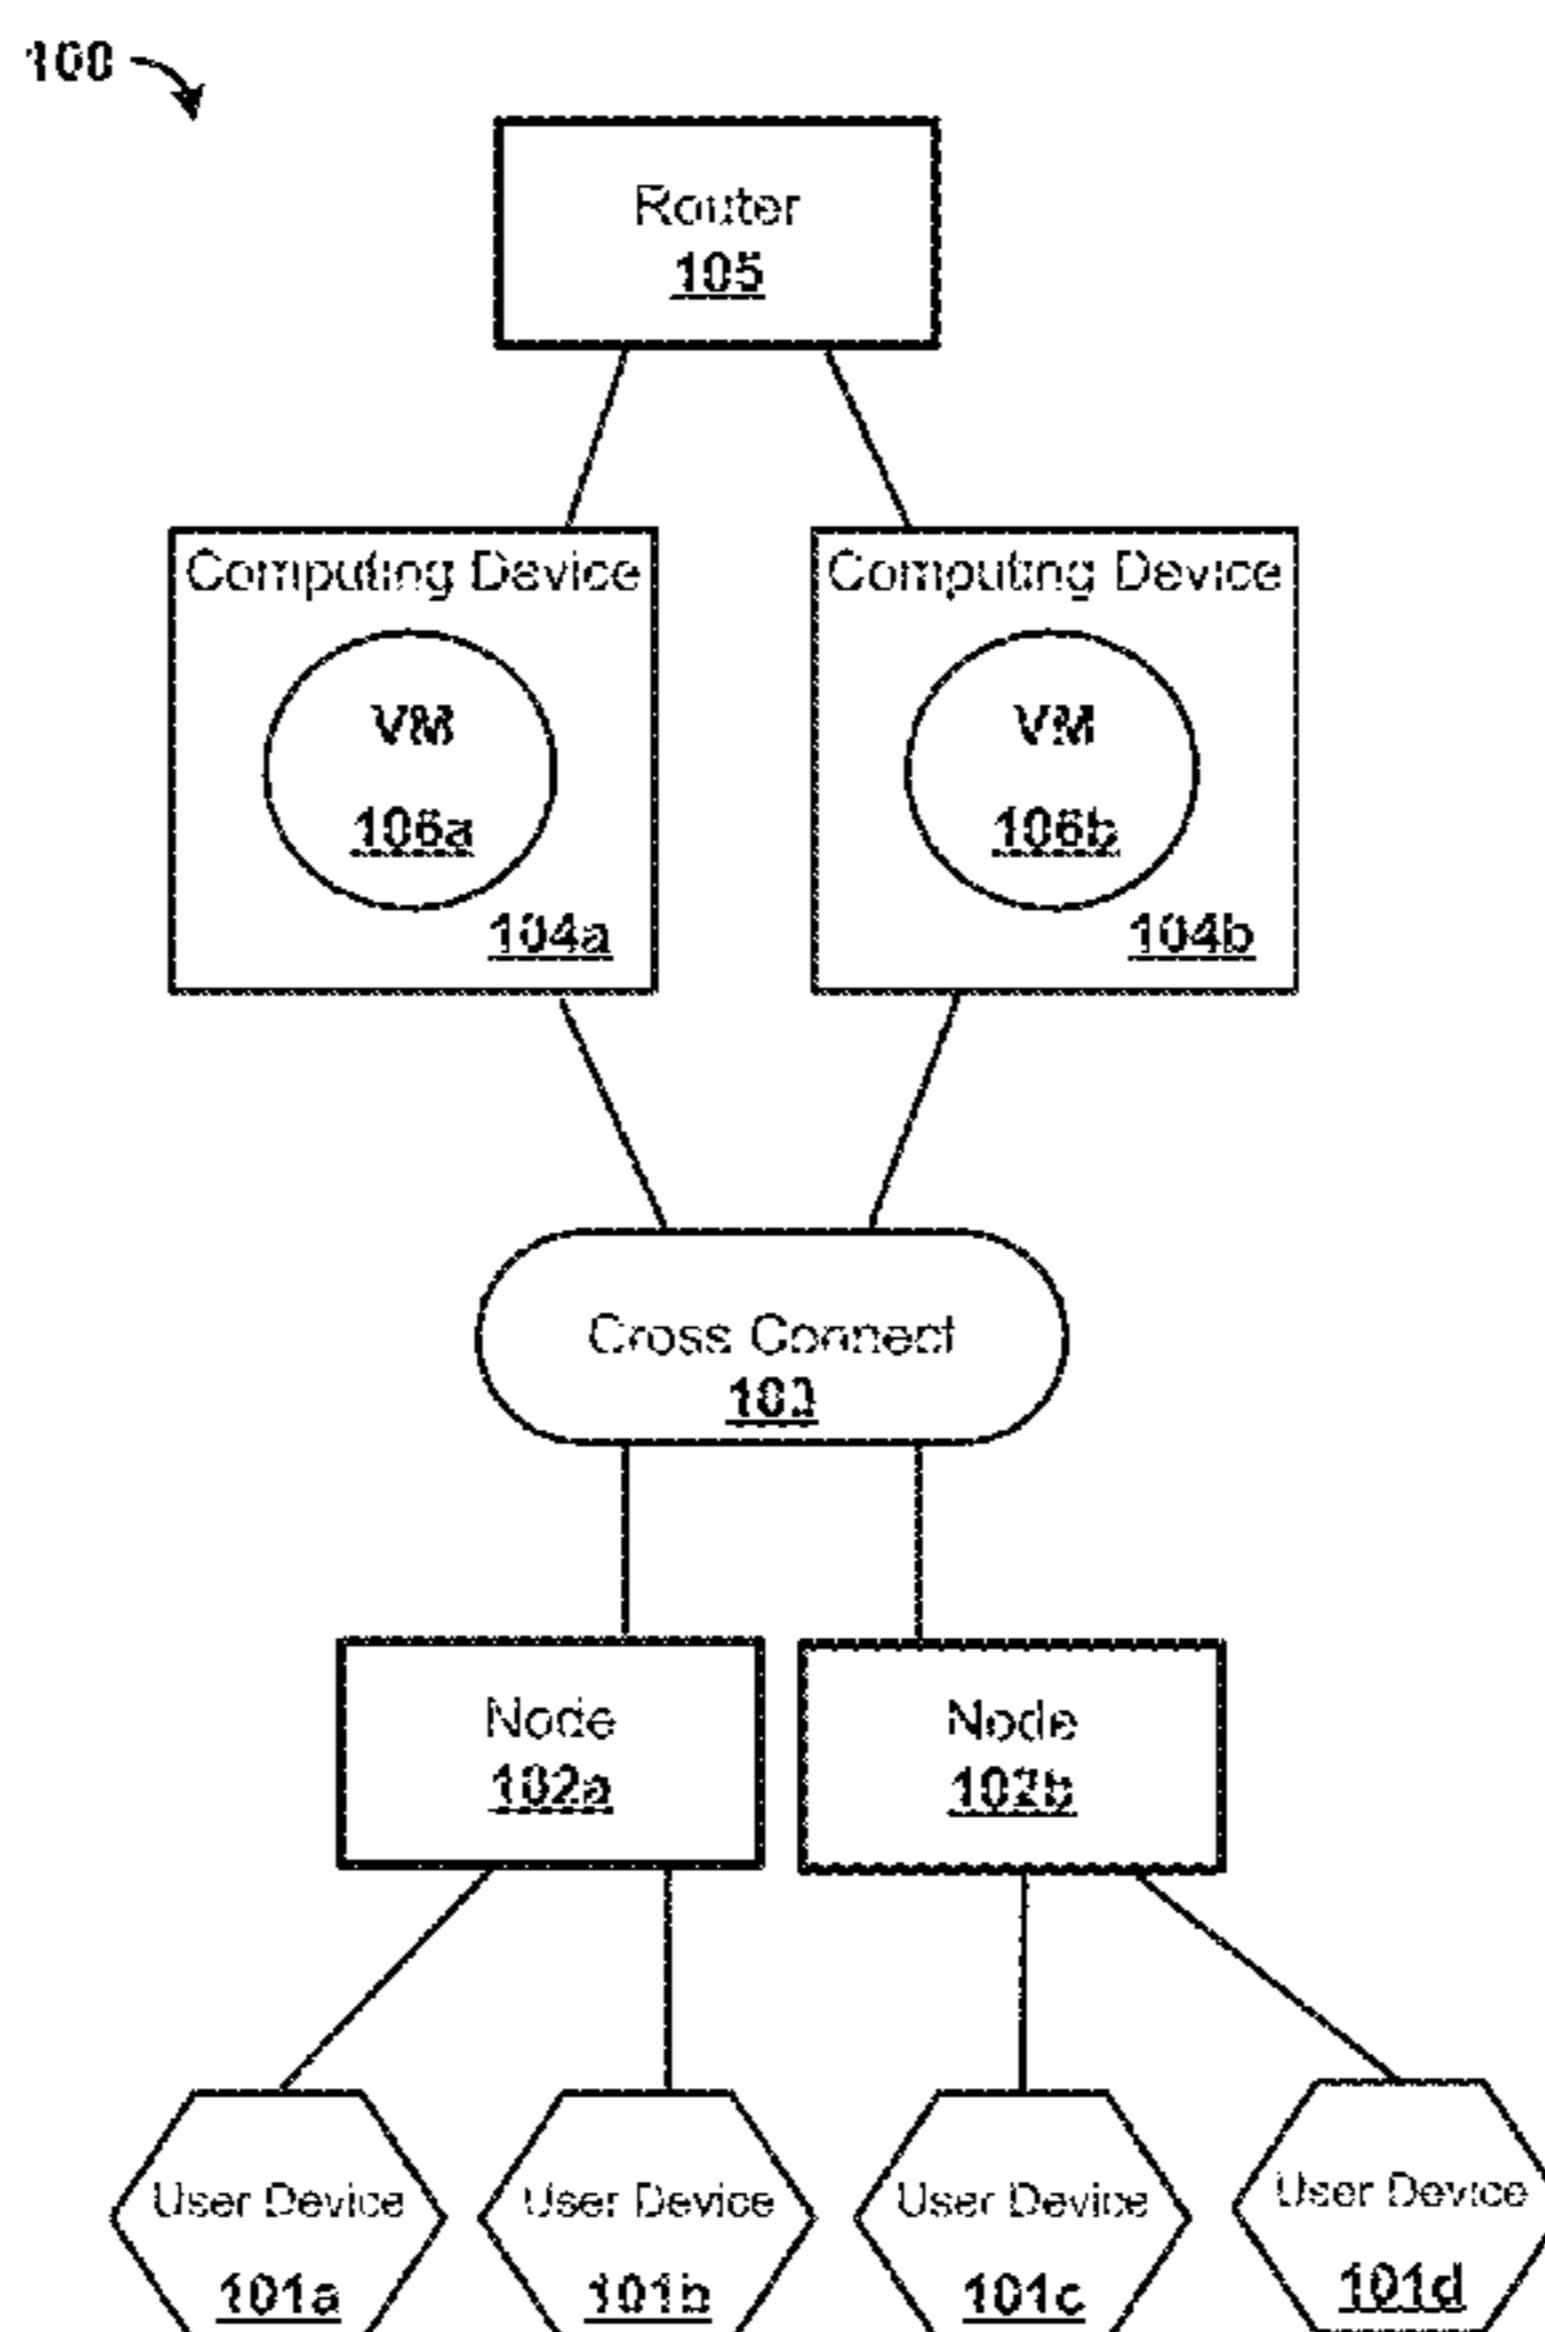 100
Router
105
Computing Device
VM
106a
104a
Computing Device
VM
106b
104b
Cross Connect
103
Node
102a
Node
102b
User Device
101a
User Device
101b
User Device
101c
User Device
101d